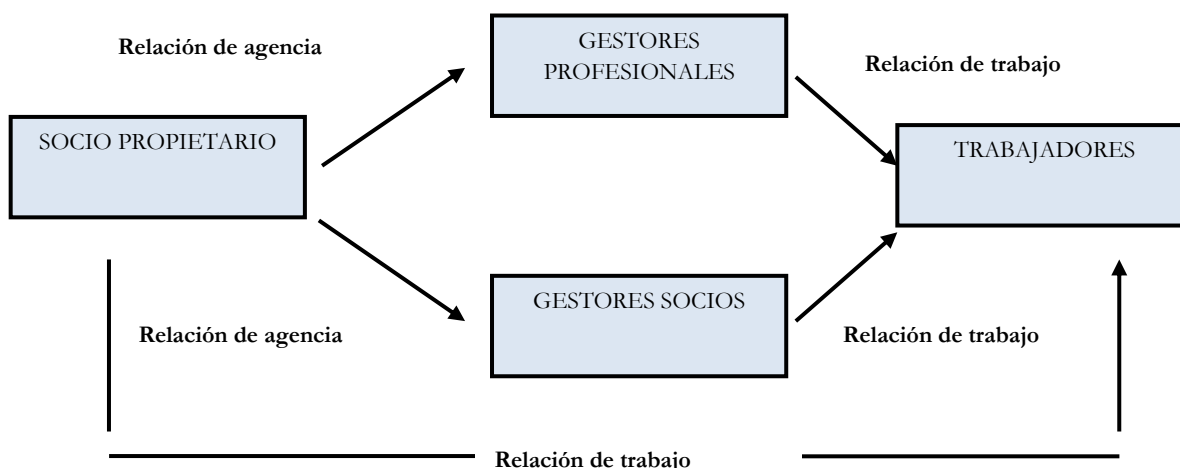 Relación de agencia
GESTORES
PROFESIONALES
Relación de trabajo
SOCIO PROPIETARIO
TRABAJADORES
GESTORES SOCIOS
Relación de agencia
Relación de trabajo
Relación de trabajo